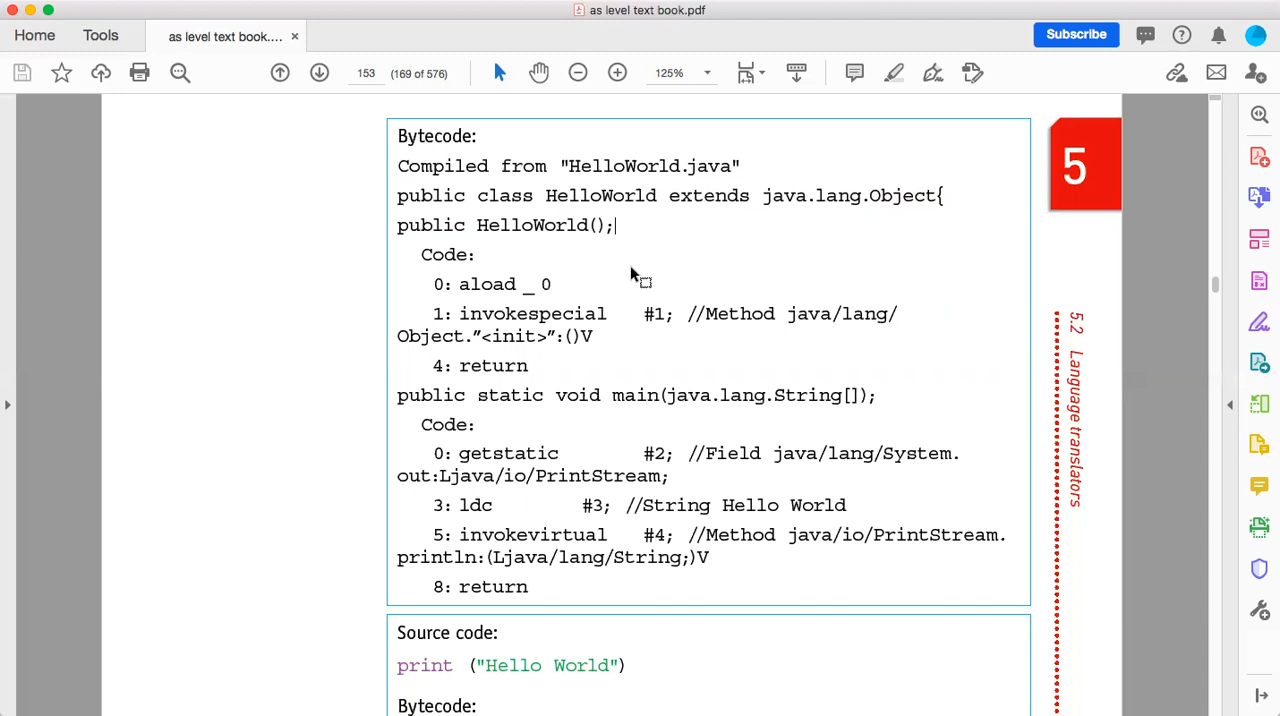 as level text book.pdf
Home
Tools
as level text book....
×
Subscribe
153
(169 of 576)
125%
Bytecode:
Compiled from "HelloWorld.java"
public class HelloWorld extends java.lang.Object{
public HelloWorld();
Code:
0: aload _ 0
1: invokespecial #1; //Method java/lang/
Object.”<init>”:()V
4: return
public static void main(java.lang.String[]);
Code:
0: getstatic #2; //Field java/lang/System.
out:Ljava/io/PrintStream;
3: ldc #3; //String Hello World
5: invokevirtual #4; //Method java/io/PrintStream.
println:(Ljava/lang/String;)V
8: return
Source code:
print ("Hello World")
Bytecode:
5
5.2 Language translators